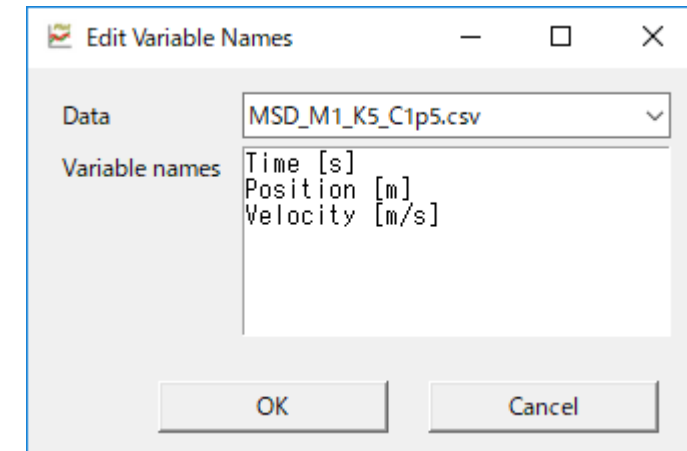 Edit Variable Names
Data
MSD_M1_K5_C1p5.csv
Variable names
Time [s]
Position [m]
Velocity [m/s]
OK
Cancel